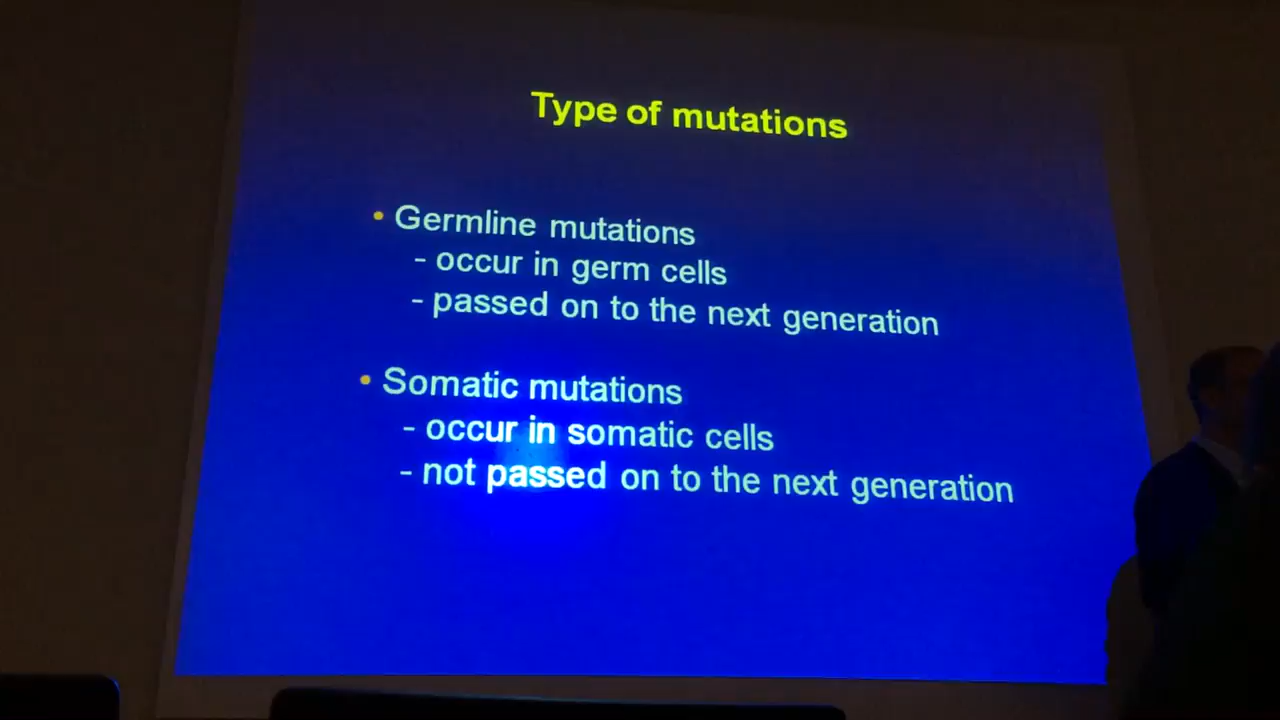 Type of mutations
• Germline mutations
- occur in germ cells
- passed on to the next generation
• Somatic mutations
- occur in somatic cells
- not passed on to the next generation